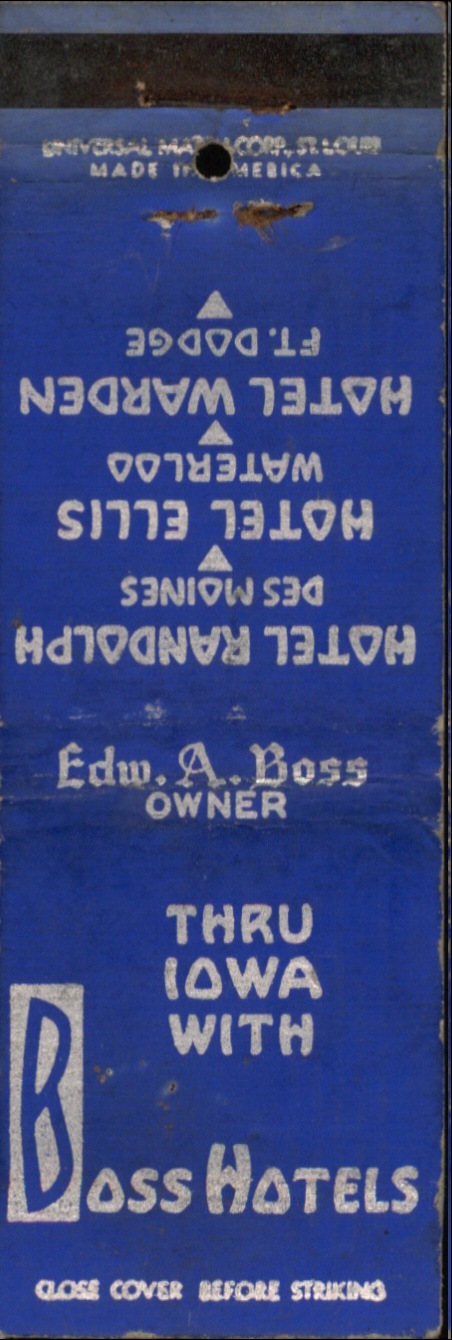 UNIVERSAL MATCH CORP., ST. LOUIS
MADE IN AMERICA
HOTEL RANDOLPH
DES MOINES
HOTEL ELLIS
WATERLOO
HOTEL WARDEN
FT. DODGE
Edw. A. Boss
OWNER
THRU
IOWA
WITH
BOSS HOTELS
CLOSE COVER BEFORE STRIKING